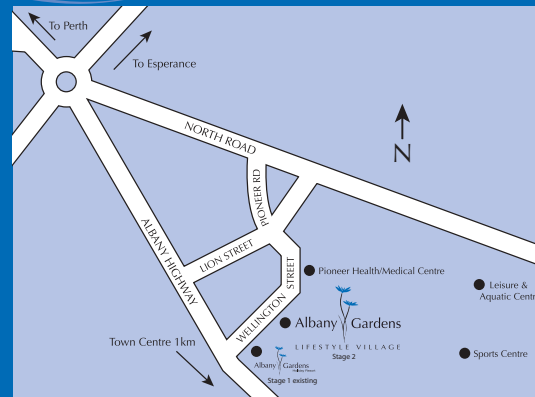 To Perth
To Esperance
NORTH ROAD
N
PIONEER RD
ALBANY HIGHWAY
LION STREET
WELLINGTON STREET
Pioneer Health/Medical Centre
Leisure &
Aquatic Cent
Albany Gardens
LIFESTYLE VILLAGE
Stage 2
Town Centre 1km
Sports Centre
Albany Gardens
Stage 1 existing